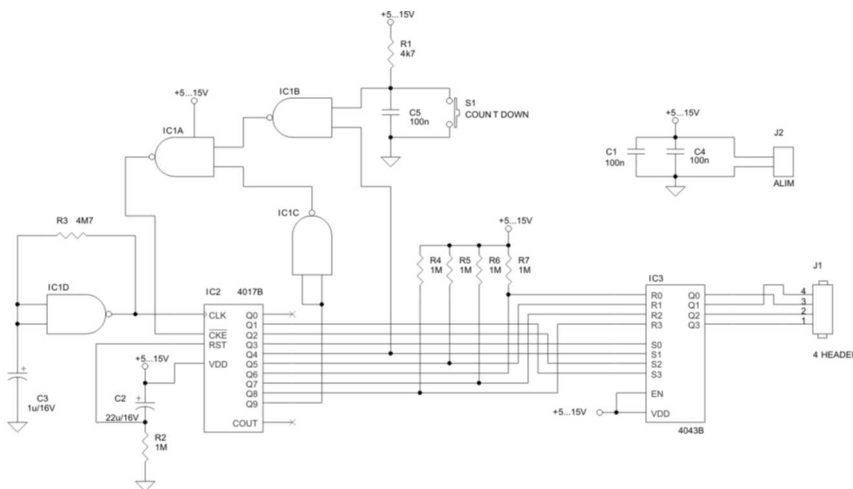 +5...15V
R1
4k7
IC1B
+5...15V
IC1A
C5
100n
S1
COUNT DOWN
+5...15V
J2
C1
100n
C4
100n
ALIM
IC1C
R3 4M7
+5...15V
R4
1M
R5
1M
R6
1M
R7
1M
IC1D
IC2 4017B
IC3
J1
CLK
CKE
RST
VDD
COUT
Q0
Q1
Q2
Q3
Q4
Q5
Q6
Q7
Q8
Q9
R0
R1
R2
R3
S0
S1
S2
S3
EN
VDD
Q0
Q1
Q2
Q3
4
3
2
1
4 HEADER
+5...15V
C3
1u/16V
C2
22u/16V
R2
1M
+5...15V
4043B